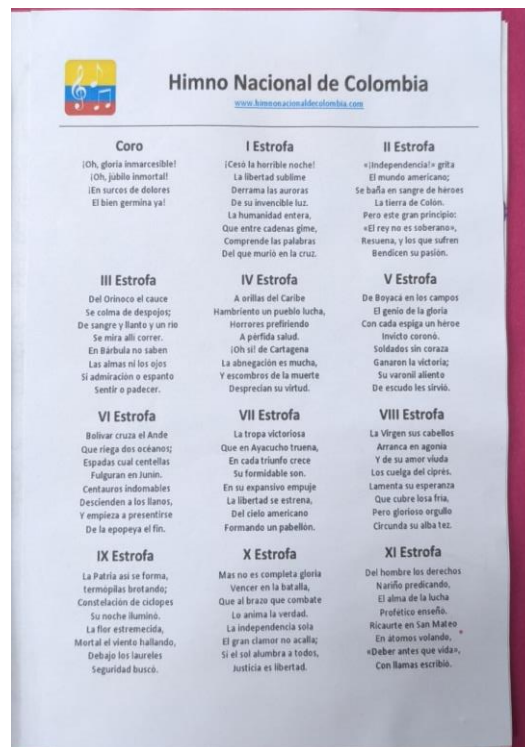 Himno Nacional de Colombia
www.himnonacionaldecolombia.com
Coro
¡Oh, gloria inmarcesible!
¡Oh, júbilo inmortal!
¡En surcos de dolores
El bien germina ya!
I Estrofa
¡Cesó la horrible noche!
La libertad sublime
Derrama las auroras
De su invencible luz.
La humanidad entera,
Que entre cadenas gime,
Comprende las palabras
Del que murió en la cruz.
II Estrofa
«¡Independencia!» grita
El mundo americano;
Se baña en sangre de héroes
La tierra de Colón.
Pero este gran principio:
«El rey no es soberano»,
Resuena, y los que sufren
Bendicen su pasión.
III Estrofa
Del Orinoco el cauce
Se colma de despojos;
De sangre y llanto y un río
Se mira allí correr.
En Bárbula no saben
Las almas ni los ojos
Si admiración o espanto
Sentir o padecer.
IV Estrofa
A orillas del Caribe
Hambriento un pueblo lucha,
Horrores prefiriendo
A pérfida salud.
¡Oh sí! de Cartagena
La abnegación es mucha,
Y escombros de la muerte
Desprecian su virtud.
V Estrofa
De Boyacá en los campos
El genio de la gloria
Con cada espiga un héroe
Invicto coronó.
Soldados sin coraza
Ganaron la victoria;
Su varonil aliento
De escudo les sirvió.
VI Estrofa
Bolívar cruza el Ande
Que riega dos océanos;
Espadas cual centellas
Fulguran en Junín.
Centauros indomables
Descienden a los llanos,
Y empieza a presentirse
De la epopeya el fin.
VII Estrofa
La tropa victoriosa
Que en Ayacucho truena,
En cada triunfo crece
Su formidable son.
En su expansivo empuje
La libertad se estrena,
Del cielo americano
Formando un pabellón.
VIII Estrofa
La Virgen sus cabellos
Arranca en agonía
Y de su amor viuda
Los cuelga del ciprés.
Lamenta su esperanza
Que cubre losa fría,
Pero glorioso orgullo
Circunda su alba tez.
IX Estrofa
La Patria así se forma,
termópilas brotando;
Constelación de cíclopes
Su noche iluminó.
La flor estremecida,
Mortal el viento hallando,
Debajo los laureles
Seguridad buscó.
X Estrofa
Mas no es completa gloria
Vencer en la batalla,
Que al brazo que combate
Lo anima la verdad.
La independencia sola
El gran clamor no acalla;
Si el sol alumbra a todos,
Justicia es libertad.
XI Estrofa
Del hombre los derechos
Nariño predicando,
El alma de la lucha
Profético enseñó.
Ricaurte en San Mateo
En átomos volando,
«Deber antes que vida»,
Con llamas escribió.